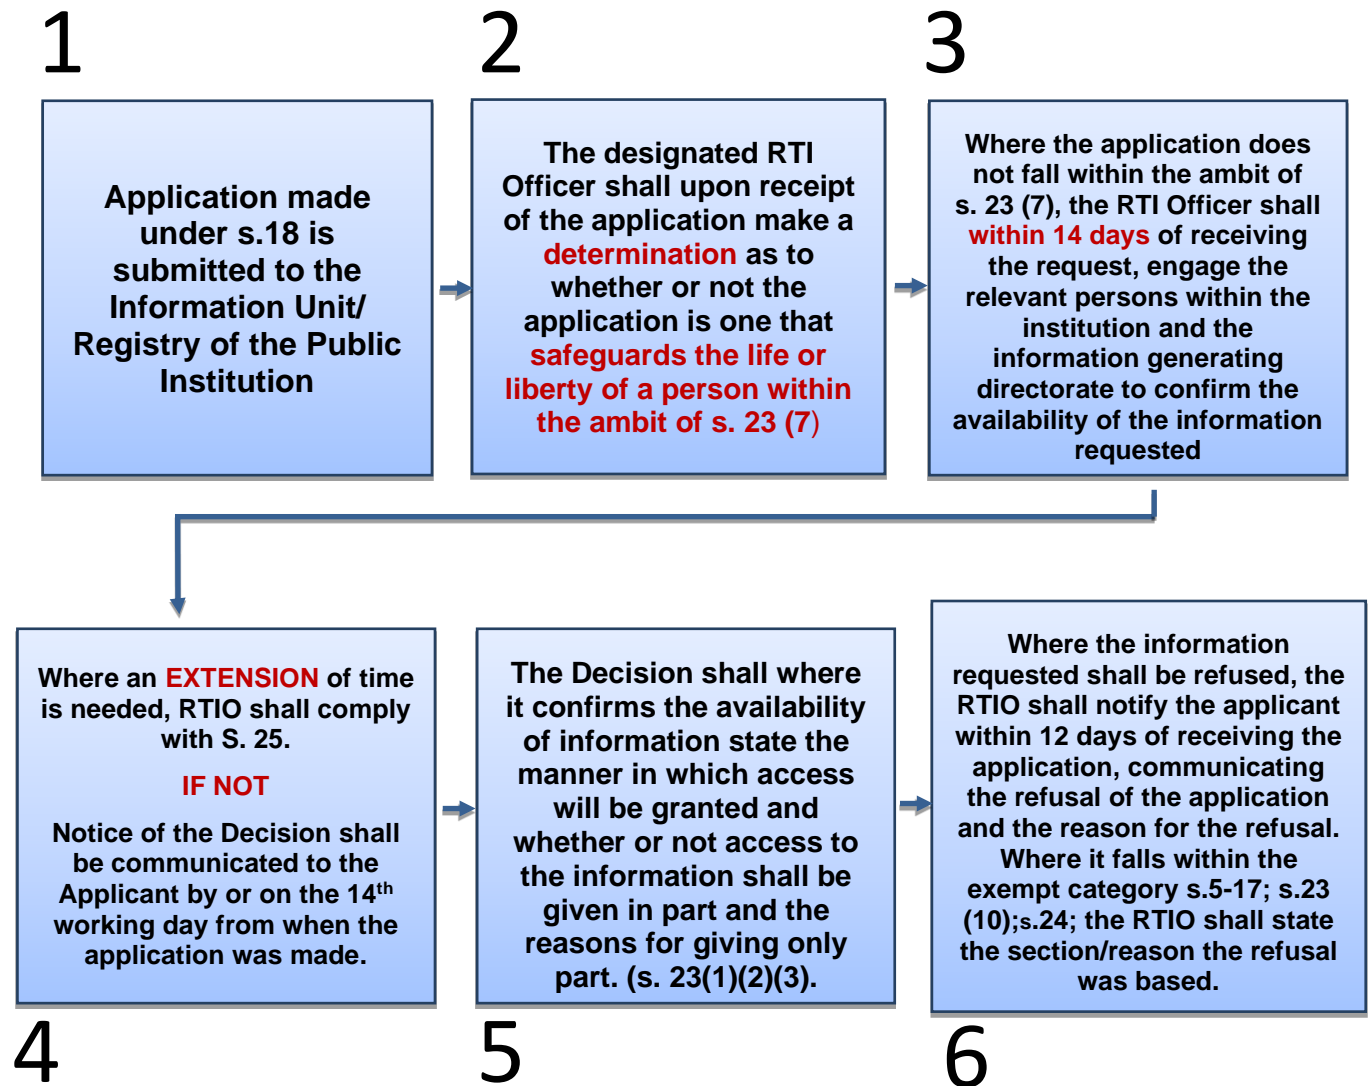 1
Application made
under s.18 is
submitted to the
Information Unit/
Registry of the Public
Institution
2
The designated RTI
Officer shall upon receipt
of the application make a
determination as to
whether or not the
application is one that
safeguards the life or
liberty of a person within
the ambit of s. 23 (7)
3
Where the application does
not fall within the ambit of
s. 23 (7), the RTI Officer shall
within 14 days of receiving
the request, engage the
relevant persons within the
institution and the
information generating
directorate to confirm the
availability of the information
requested
Where an EXTENSION of time
is needed, RTIO shall comply
with S. 25.
IF NOT
Notice of the Decision shall
be communicated to the
Applicant by or on the 14th
working day from when the
application was made.
4
The Decision shall where
it confirms the availability
of information state the
manner in which access
will be granted and
whether or not access to
the information shall be
given in part and the
reasons for giving only
part. (s. 23(1)(2)(3).
5
Where the information
requested shall be refused, the
RTIO shall notify the applicant
within 12 days of receiving the
application, communicating
the refusal of the application
and the reason for the refusal.
Where it falls within the
exempt category s.5-17; s.23
(10);s.24; the RTIO shall state
the section/reason the refusal
was based.
6